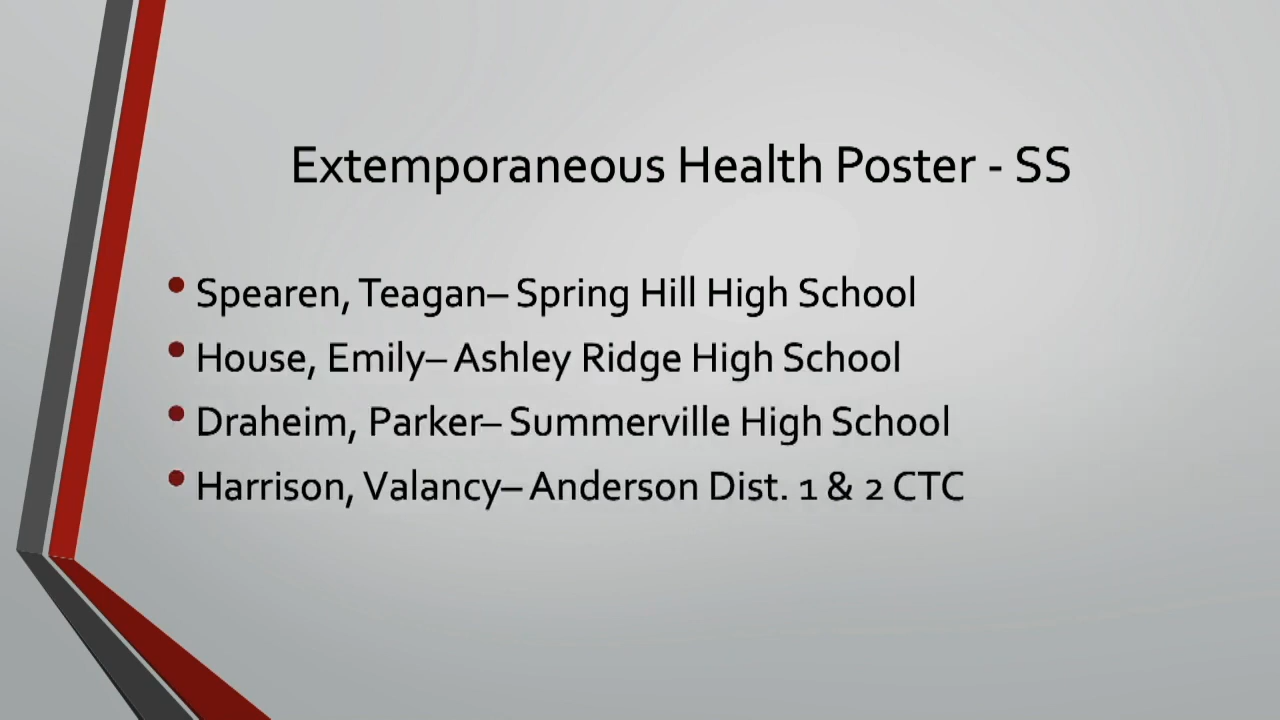 Extemporaneous Health Poster - SS
• Spearen, Teagan– Spring Hill High School
• House, Emily– Ashley Ridge High School
• Draheim, Parker– Summerville High School
• Harrison, Valancy– Anderson Dist. 1 & 2 CTC